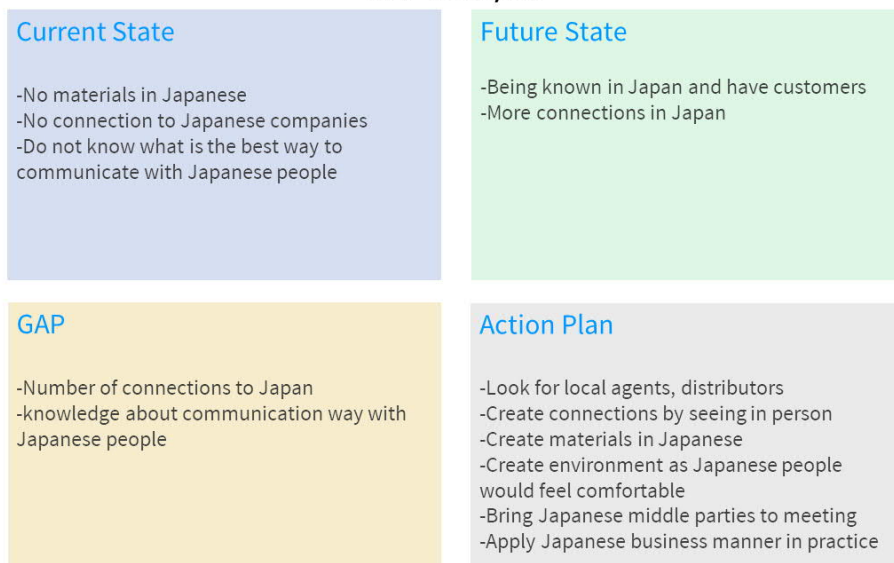 Current State
-No materials in Japanese
-No connection to Japanese companies
-Do not know what is the best way to
communicate with Japanese people
Future State
-Being known in Japan and have customers
-More connections in Japan
GAP
-Number of connections to Japan
-knowledge about communication way with
Japanese people
Action Plan
-Look for local agents, distributors
-Create connections by seeing in person
-Create materials in Japanese
-Create environment as Japanese people
would feel comfortable
-Bring Japanese middle parties to meeting
-Apply Japanese business manner in practice